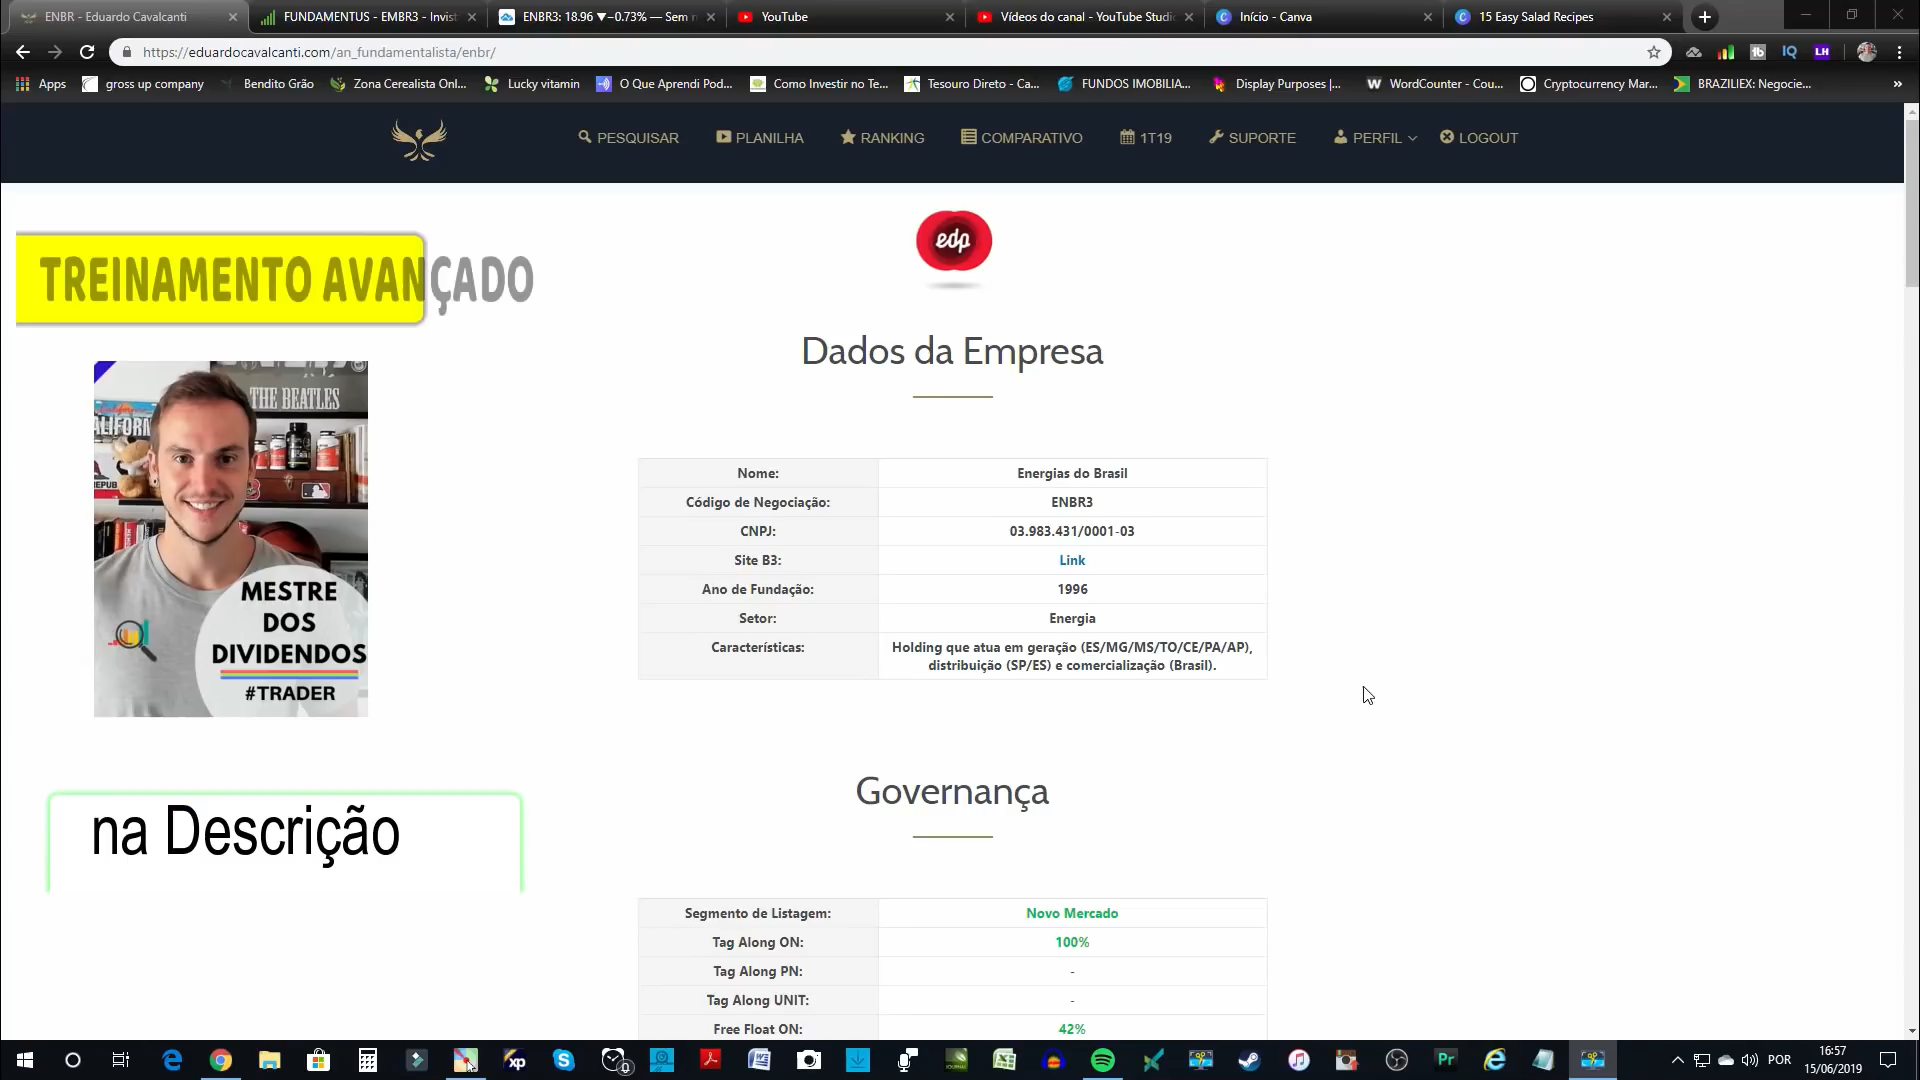 ENBR - Eduardo Cavalcanti
FUNDAMENTUS - EMBR3 - Invist
ENBR3: 18.96 ▼−0.73% — Sem n
YouTube
Vídeos do canal - YouTube Studio
Início - Canva
15 Easy Salad Recipes
https://eduardocavalcanti.com/an_fundamentalista/enbr/
Apps
gross up company
Bendito Grão
Zona Cerealista Onl...
Lucky vitamin
O Que Aprendi Pod...
Como Investir no Te...
Tesouro Direto - Ca...
FUNDOS IMOBILIA...
Display Purposes |...
WordCounter - Cou...
Cryptocurrency Mar...
BRAZILIEX: Negocie...
»
PESQUISAR
PLANILHA
RANKING
COMPARATIVO
1T19
SUPORTE
PERFIL
LOGOUT
edp
TREINAMENTO AVANÇADO
Dados da Empresa
THE BEATLES
MESTRE
DOS
DIVIDENDOS
#TRADER
na Descrição
Nome: Energias do Brasil
Código de Negociação: ENBR3
CNPJ: 03.983.431/0001-03
Site B3: Link
Ano de Fundação: 1996
Setor: Energia
Características: Holding que atua em geração (ES/MG/MS/TO/CE/PA/AP),
distribuição (SP/ES) e comercialização (Brasil).
Governança
Segmento de Listagem: Novo Mercado
Tag Along ON: 100%
Tag Along PN: -
Tag Along UNIT: -
Free Float ON: 42%
POR
16:57
15/06/2019